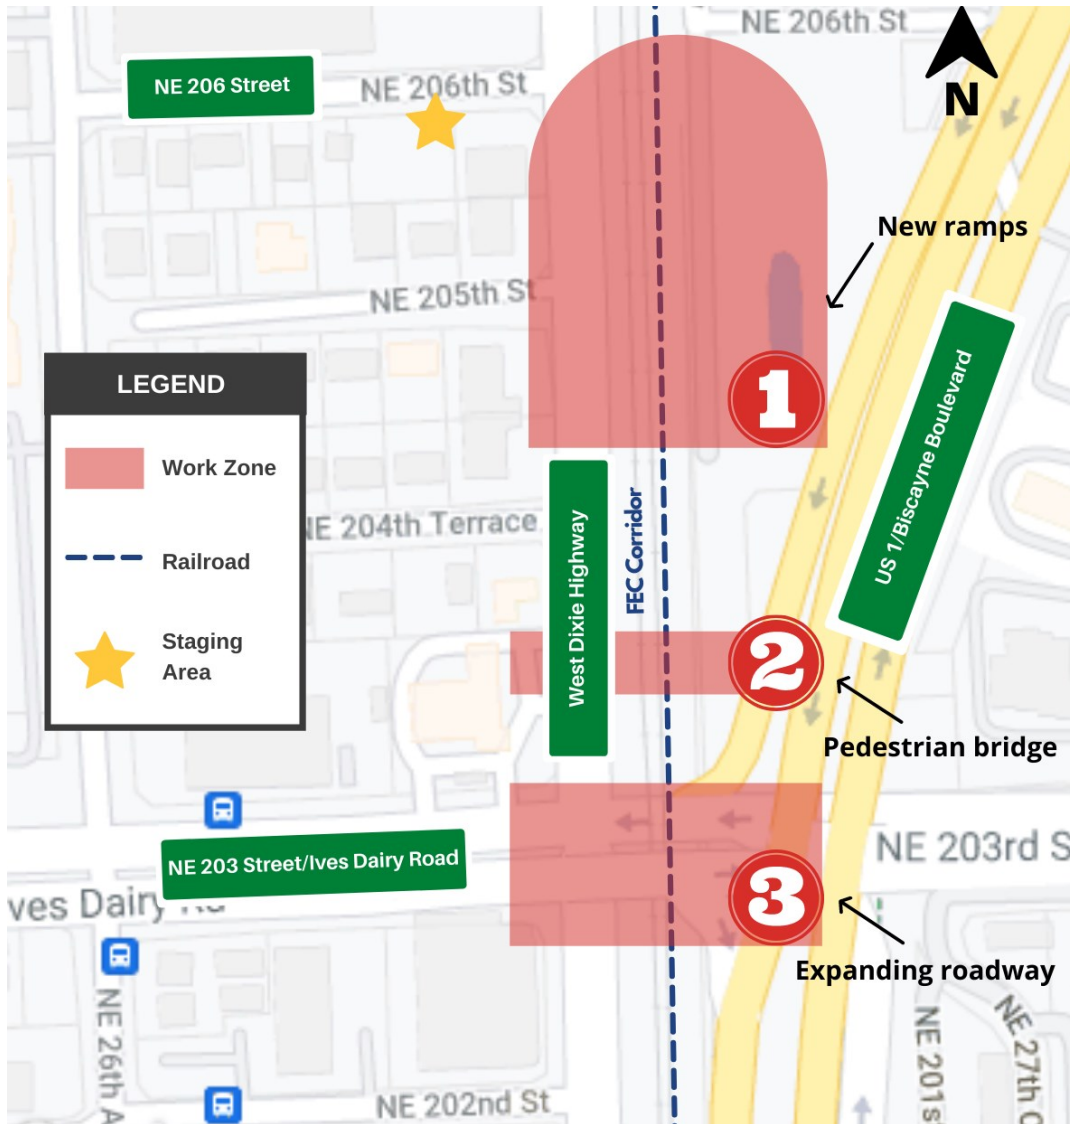 NE 206th St
N
NE 206 Street
NE 206th St
New ramps
NE 205th St
LEGEND
Work Zone
Railroad
Staging
Area
1
US 1/Biscayne Boulevard
West Dixie Highway
FEC Corridor
NE 204th Terrace
2
Pedestrian bridge
NE 203 Street/Ives Dairy Road
NE 203rd S
ves Dairy Rd
3
Expanding roadway
NE 26th A
NE 201s
NE 27th C
NE 202nd St